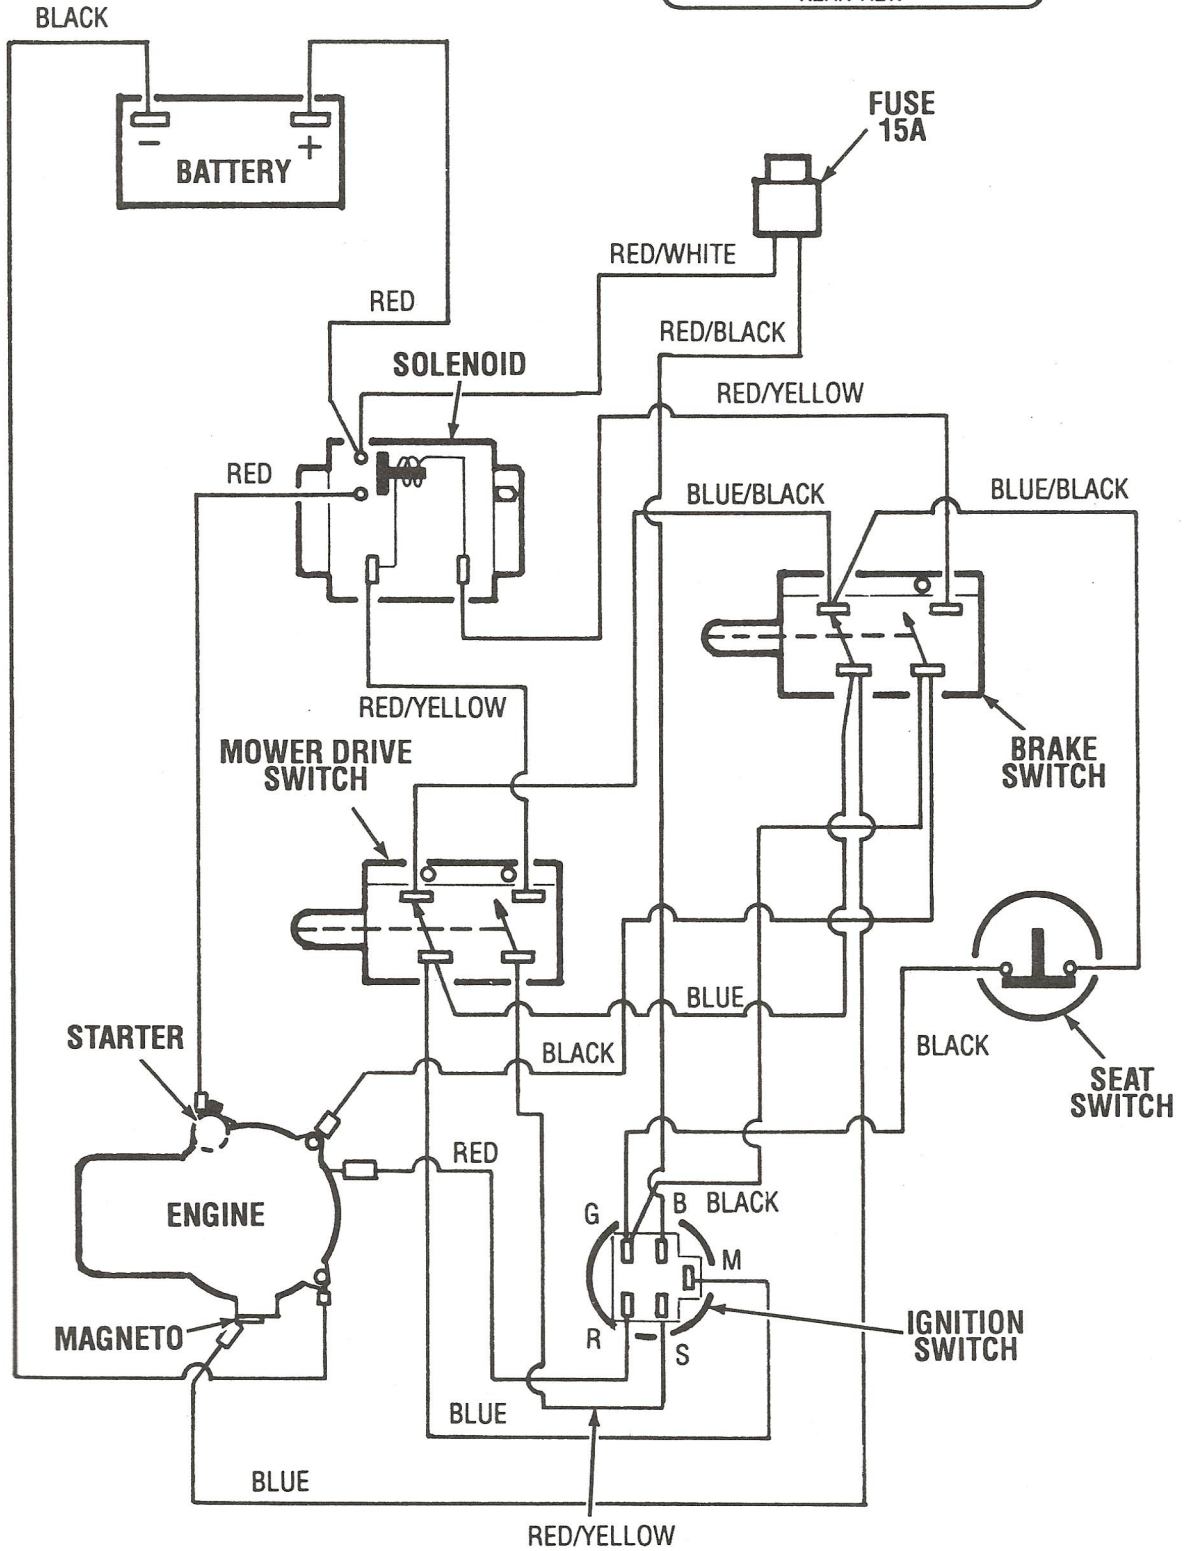 BLACK
FUSE
15A
BATTERY
RED/WHITE
RED
RED/BLACK
SOLENOID
RED/YELLOW
RED
BLUE/BLACK
BLUE/BLACK
RED/YELLOW
MOWER DRIVE
SWITCH
BRAKE
SWITCH
BLUE
STARTER
BLACK
BLACK
SEAT
SWITCH
RED
ENGINE
G
B
BLACK
M
MAGNETO
R
S
IGNITION
SWITCH
BLUE
BLUE
RED/YELLOW